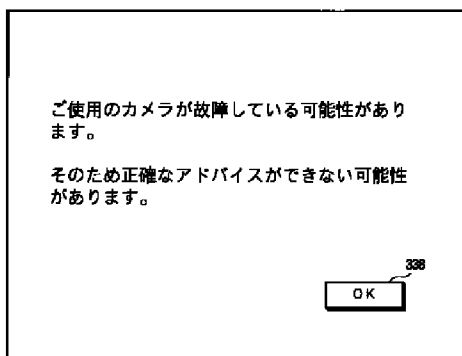 ご使用のカメラが故障している可能性があり
ます。
そのため正確なアドバイスができない可能性
があります。
338
OK